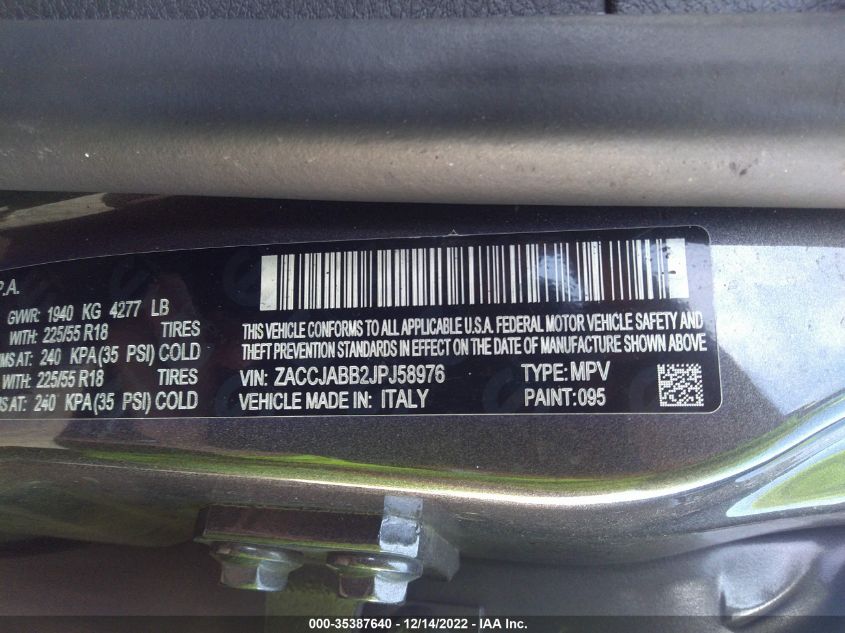 P.A.
GVWR: 1940 KG 4277 LB
WITH: 225/55 R18 TIRES
MS AT: 240 KPA(35 PSI) COLD
WITH: 225/55 R18 TIRES
MS AT: 240 KPA(35 PSI) COLD
THIS VEHICLE CONFORMS TO ALL APPLICABLE U.S.A. FEDERAL MOTOR VEHICLE SAFETY AND
THEFT PREVENTION STANDARDS IN EFFECT ON THE DATE OF MANUFACTURE SHOWN ABOVE
VIN: ZACCJABB2JPJ58976 TYPE: MPV
VEHICLE MADE IN: ITALY PAINT: 095
000-35387640 - 12/14/2022 - IAA Inc.